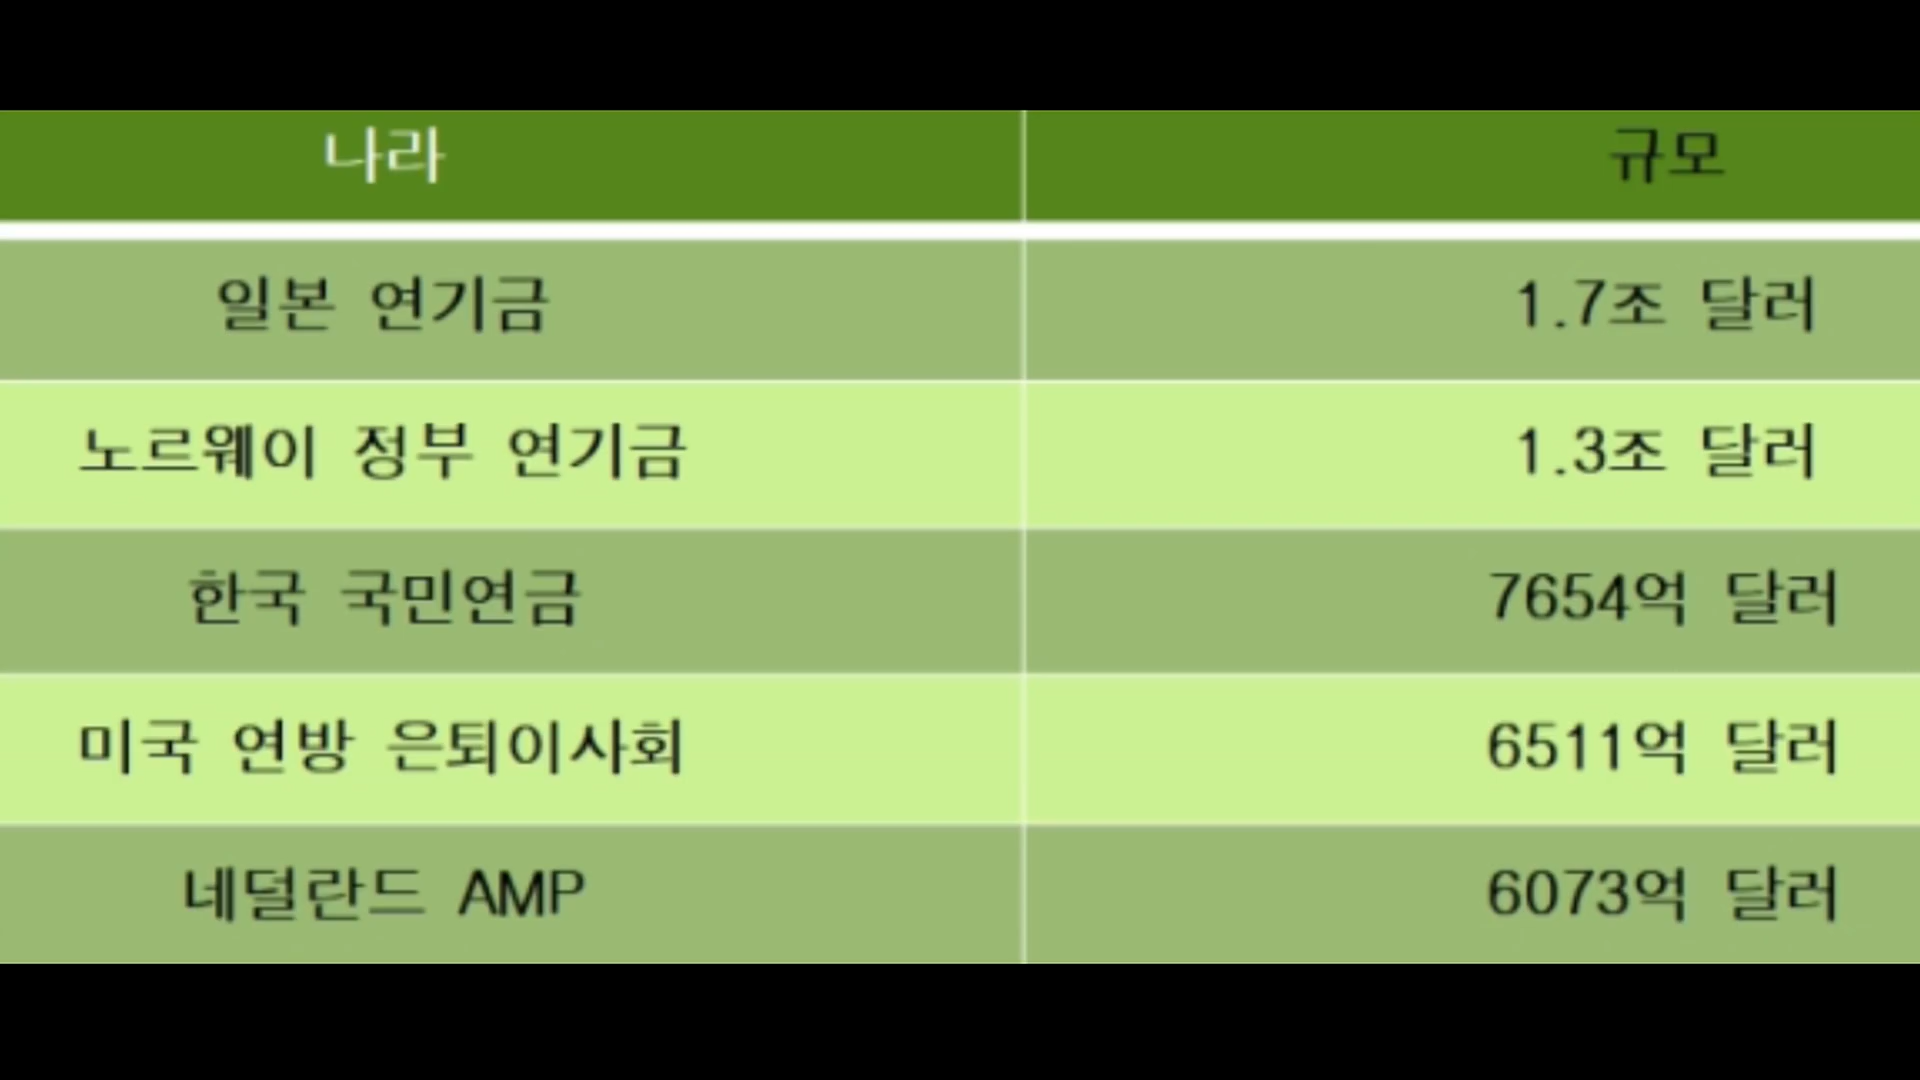 나라 규모
일본 연기금 1.7조 달러
노르웨이 정부 연기금 1.3조 달러
한국 국민연금 7654억 달러
미국 연방 은퇴이사회 6511억 달러
네덜란드 AMP 6073억 달러